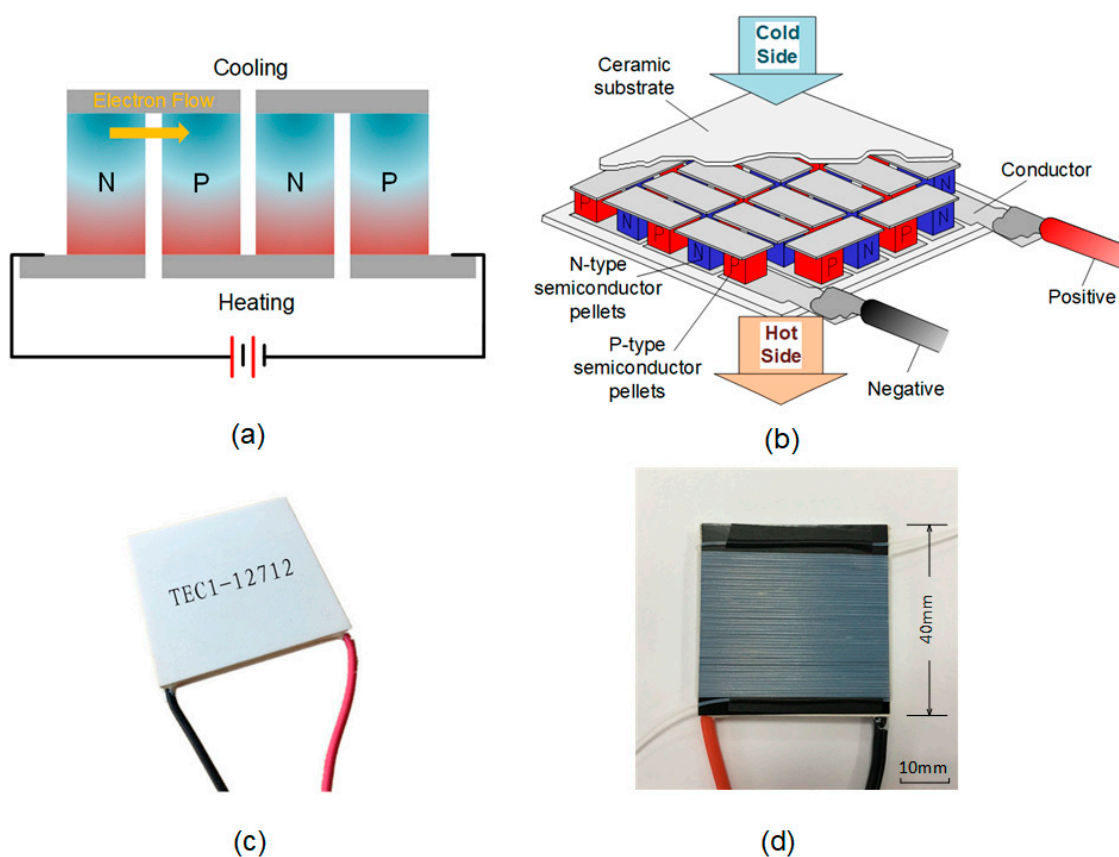 Cooling
Electron Flow
N
P
N
P
Heating
(a)
Cold
Side
Ceramic
substrate
Conductor
P
N
P
N
P
P
N
P
N
N
N-type
semiconductor
pellets
Positive
P-type
semiconductor
pellets
Hot
Side
Negative
(b)
TEC1-12712
(c)
40mm
10mm
(d)